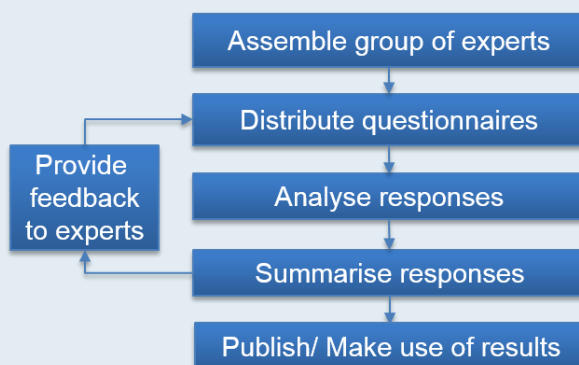 Assemble group of experts
Distribute questionnaires
Provide
feedback
to experts
Analyse responses
Summarise responses
Publish/ Make use of results